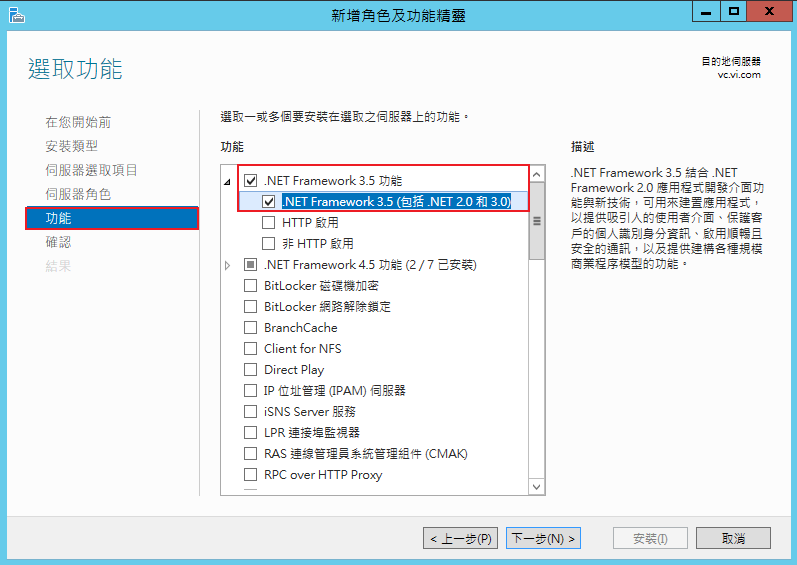 新增角色及功能精靈
選取功能
目的地伺服器
vc.vi.com
在您開始前
安裝類型
伺服器選取項目
伺服器角色
功能
確認
結果
選取一或多個要安裝在選取之伺服器上的功能。
功能
.NET Framework 3.5 功能
.NET Framework 3.5 (包括 .NET 2.0 和 3.0)
HTTP 啟用
非 HTTP 啟用
.NET Framework 4.5 功能 (2 / 7 已安裝)
BitLocker 磁碟機加密
BitLocker 網路解除鎖定
BranchCache
Client for NFS
Direct Play
IP 位址管理 (IPAM) 伺服器
iSNS Server 服務
LPR 連接埠監視器
RAS 連線管理員系統管理組件 (CMAK)
RPC over HTTP Proxy
描述
.NET Framework 3.5 結合 .NET
Framework 2.0 應用程式開發介面功
能與新技術，可用來建置應用程式，
以提供吸引人的使用者介面、保護客
戶的個人識別身分資訊、啟用順暢且
安全的通訊，以及提供建構各種規模
商業程序模型的功能。
< 上一步(P)
下一步(N) >
安裝(I)
取消